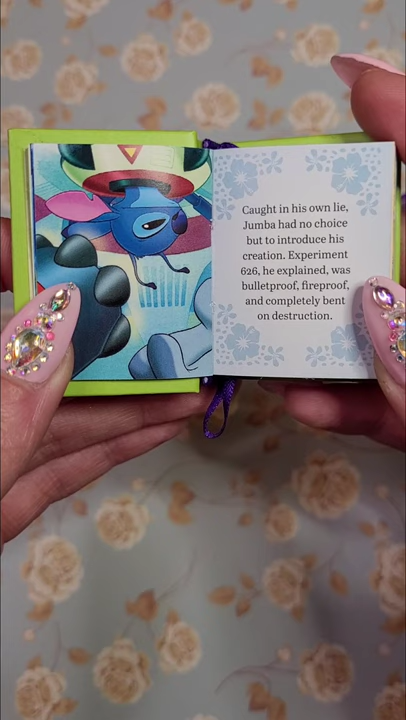 Caught in his own lie,
Jumba had no choice
but to introduce his
creation. Experiment
626, he explained, was
bulletproof, fireproof,
and completely bent
on destruction.